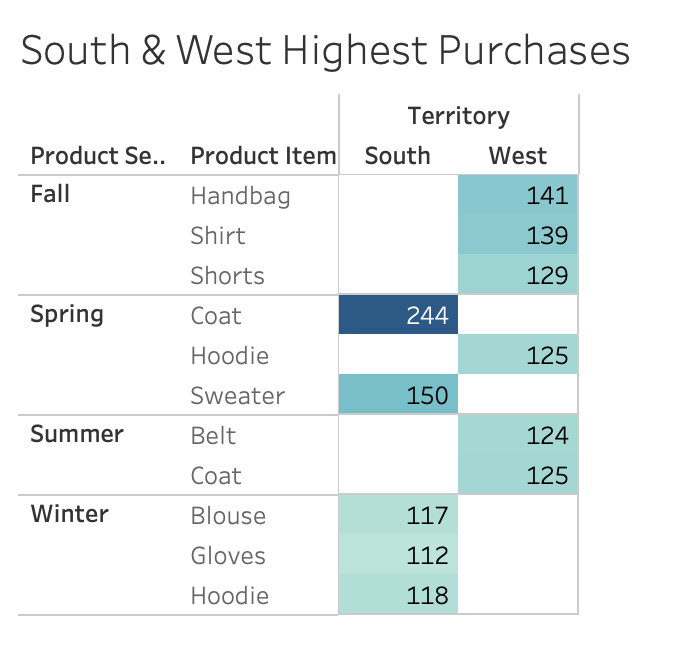 South & West Highest Purchases
Territory
Product Se.. Product Item South West
Fall Handbag 141
Shirt 139
Shorts 129
Spring Coat 244
Hoodie 125
Sweater 150
Summer Belt 124
Coat 125
Winter Blouse 117
Gloves 112
Hoodie 118